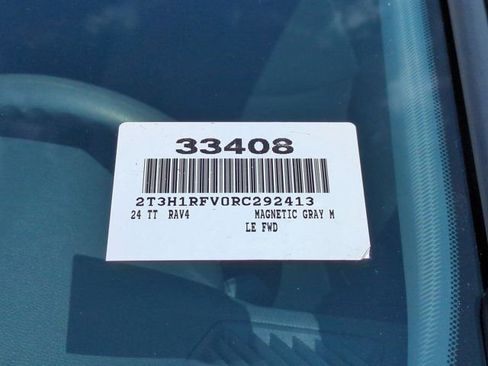 33408
2T3H1RFV0RC292413
24 TT RAV4 MAGNETIC GRAY M
LE FWD